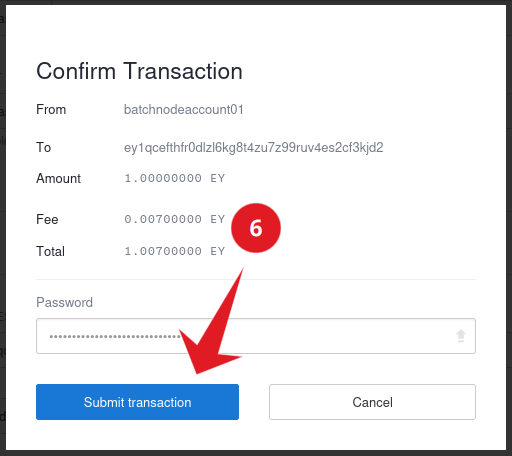 Confirm Transaction
From batchnodeaccount01
To ey1qcefthfr0dlzl6kg8t4zu7z99ruv4es2cf3kjd2
Amount 1.00000000 EY
Fee 0.00700000 EY
6
Total 1.00700000 EY
Password
Submit transaction Cancel